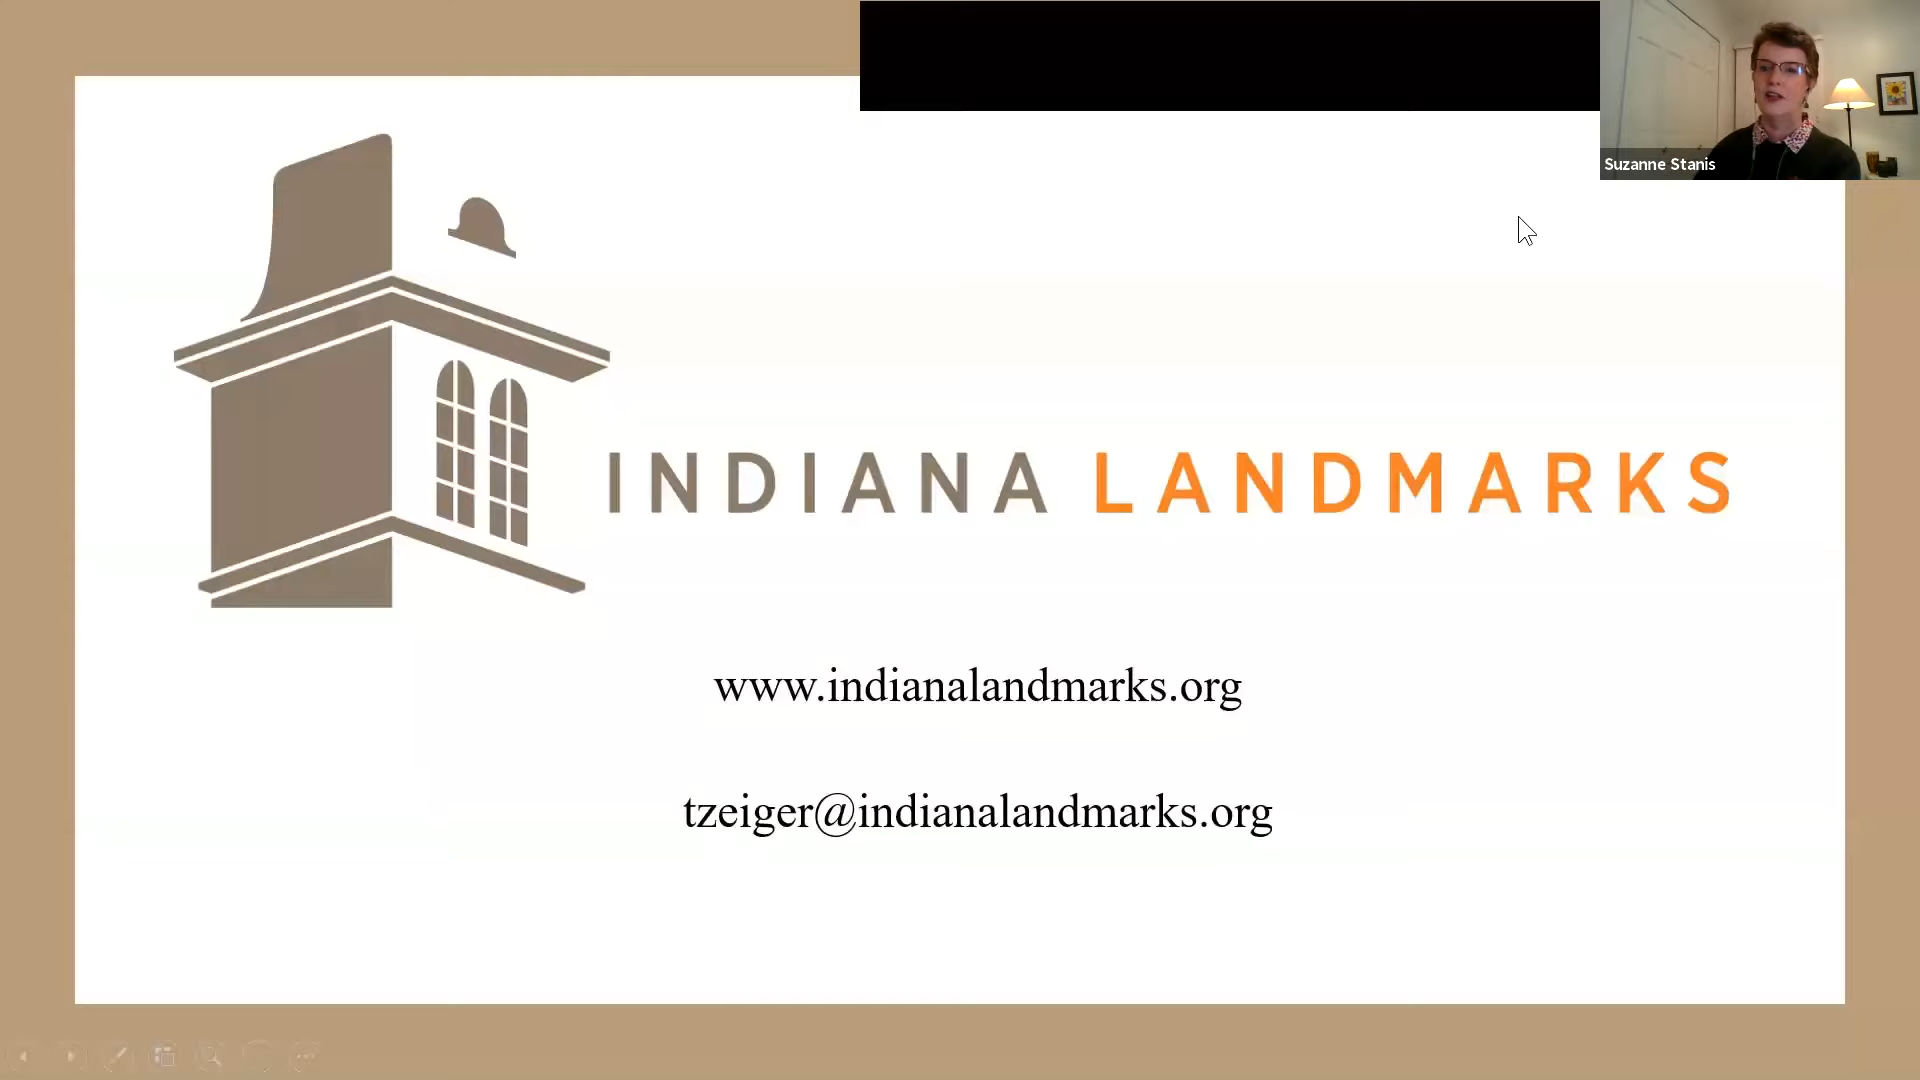 Suzanne Stanis
INDIANA LANDMARKS
www.indianalandmarks.org
tzeiger@indianalandmarks.org